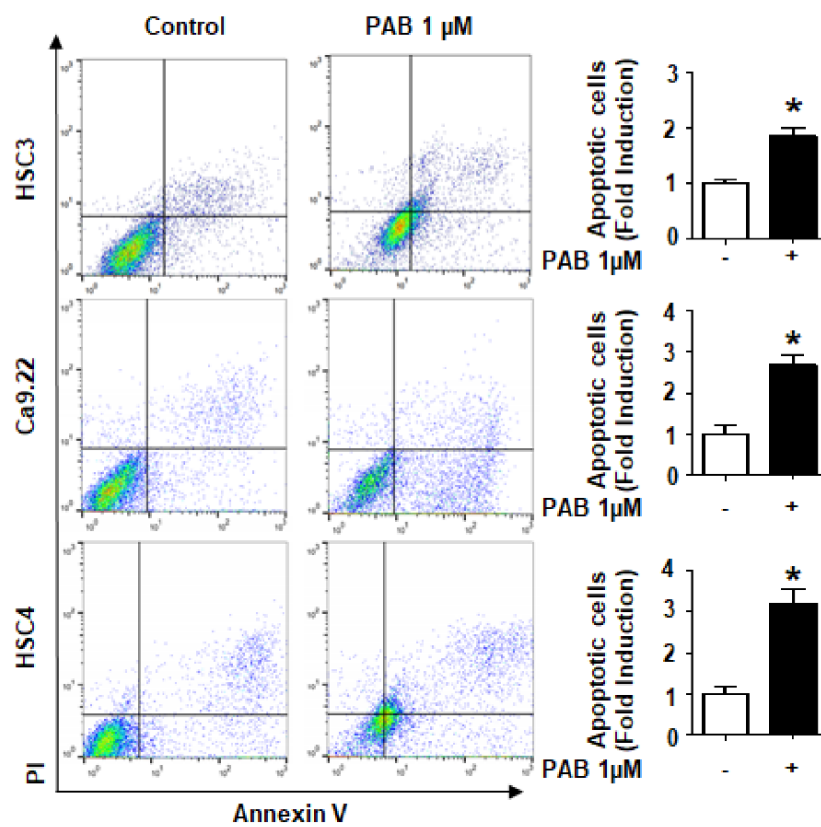 Control PAB 1 µM
HSC3
Apoptotic cells
(Fold Induction)
3
2
1
0
*
PAB 1µM - +
Ca9.22
Apoptotic cells
(Fold Induction)
4
3
2
1
0
*
PAB 1µM - +
HSC4
Apoptotic cells
(Fold Induction)
4
3
2
1
0
*
PAB 1µM - +
PI
Annexin V